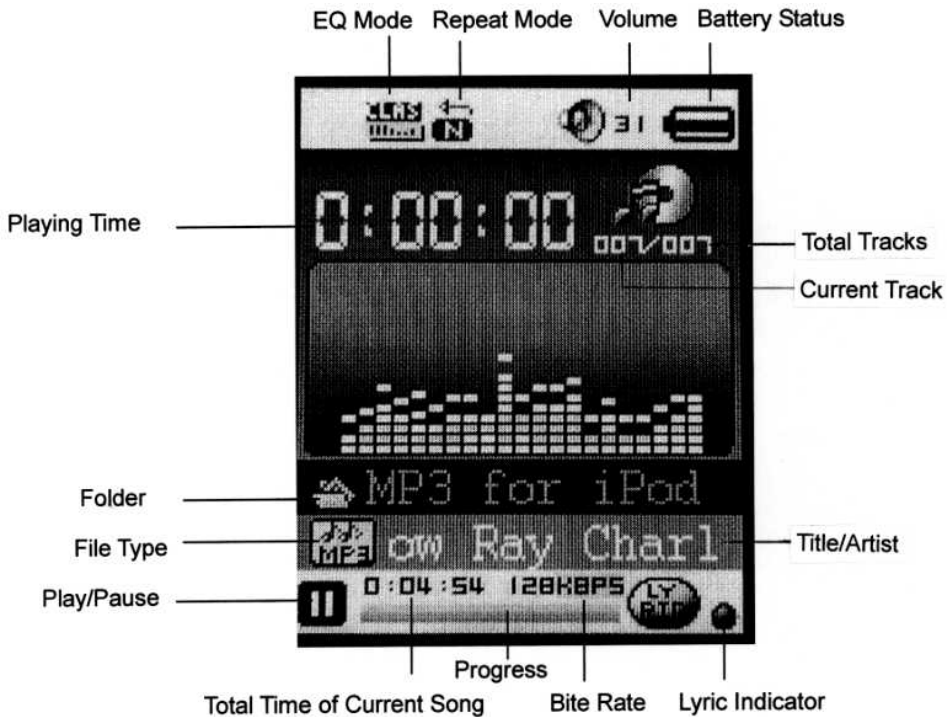 EQ Mode Repeat Mode Volume Battery Status
CLAS N 31
Playing Time 0:00:00
007/007 Total Tracks
Current Track
Folder MP3 for iPod
File Type MP3 ow Ray Charl Title/Artist
Play/Pause 0:04:54 128KBPS LY
RIC
Progress
Total Time of Current Song Bite Rate Lyric Indicator